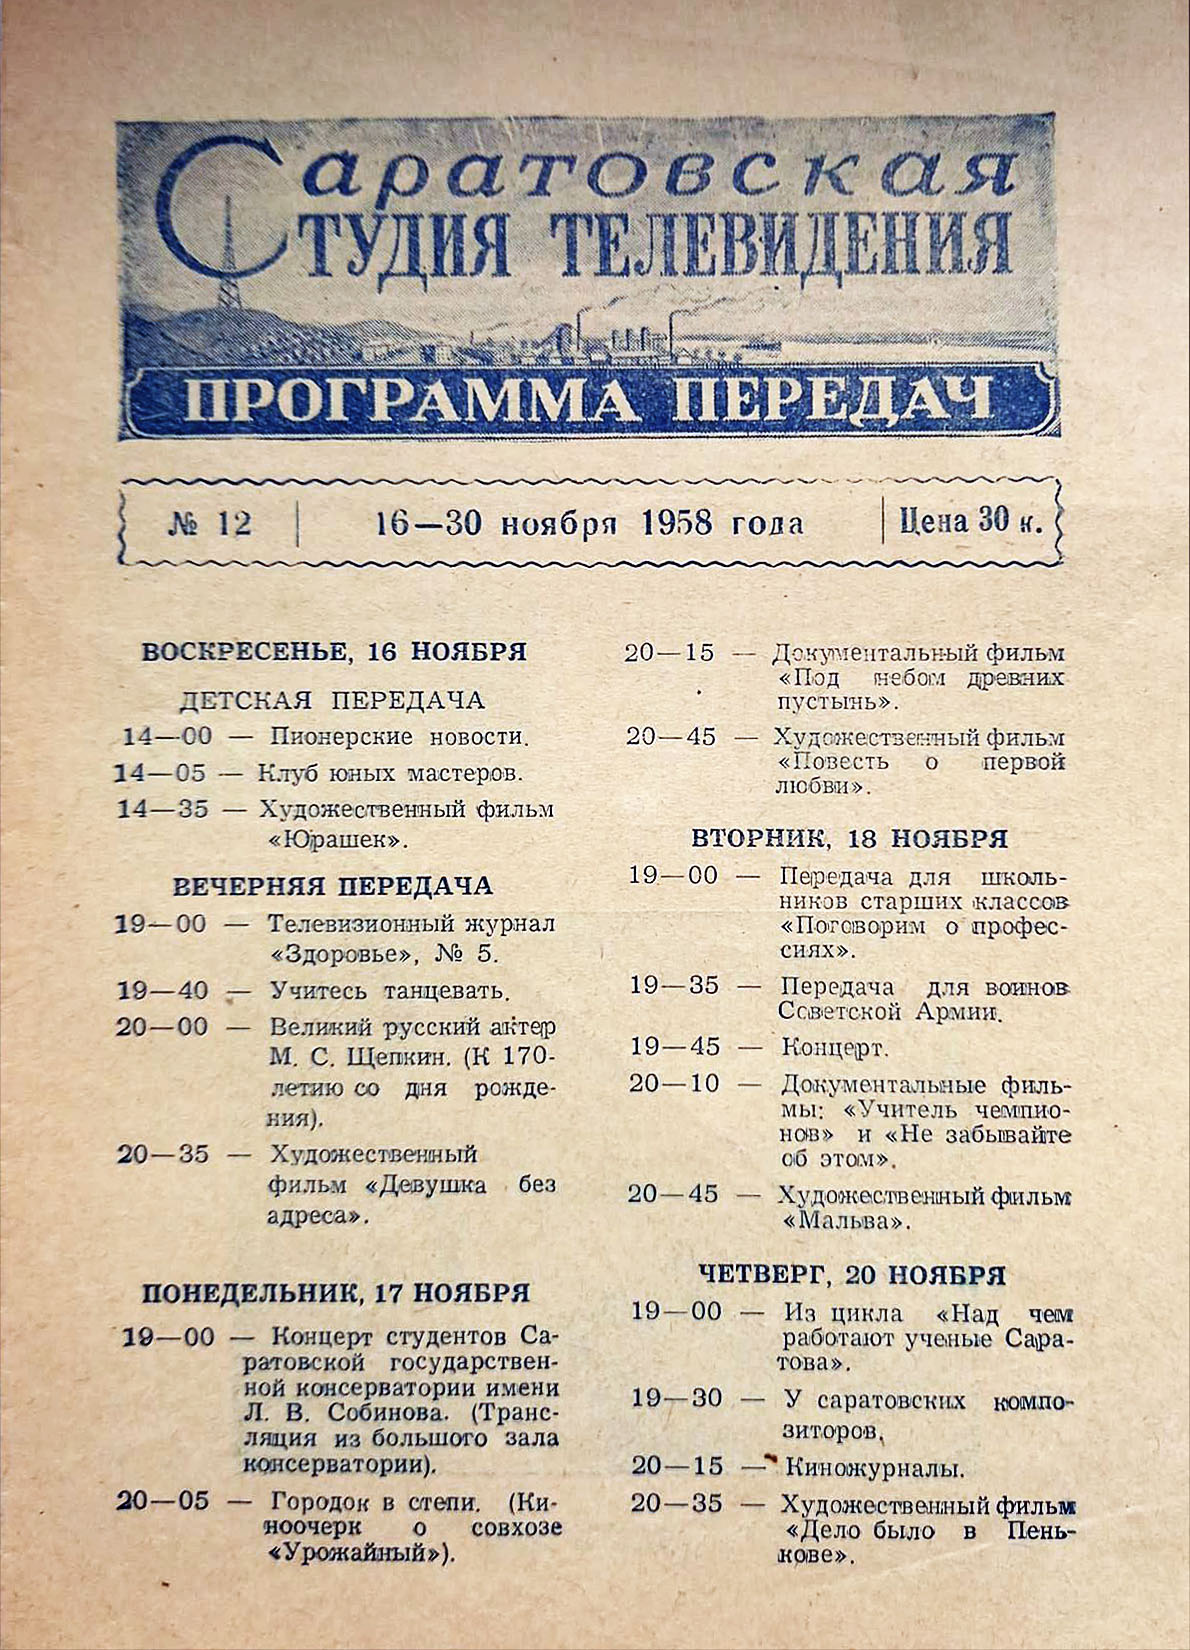 Саратовская
СТУДИЯ ТЕЛЕВИДЕНИЯ
ПРОГРАММА ПЕРЕДАЧ
№ 12 16—30 ноября 1958 года Цена 30 к.
ВОСКРЕСЕНЬЕ, 16 НОЯБРЯ
ДЕТСКАЯ ПЕРЕДАЧА
14—00 — Пионерские новости.
14—05 — Клуб юных мастеров.
14—35 — Художественный фильм
«Юрашек».
ВЕЧЕРНЯЯ ПЕРЕДАЧА
19—00 — Телевизионный журнал
«Здоровье», № 5.
19—40 — Учитесь танцевать.
20—00 — Великий русский актер
М. С. Щепкин. (К 170-
летию со дня рожде-
ния).
20—35 — Художественный
фильм «Девушка без
адреса».
ПОНЕДЕЛЬНИК, 17 НОЯБРЯ
19—00 — Концерт студентов Са-
ратовской государствен-
ной консерватории имени
Л. В. Собинова. (Транс-
ляция из большого зала
консерватории).
20—05 — Городок в степи. (Ки-
ноочерк о совхозе
«Урожайный»).
20—15 — Документальный фильм
«Под небом древних
пустынь».
20—45 — Художественный фильм
«Повесть о первой
любви».
ВТОРНИК, 18 НОЯБРЯ
19—00 — Передача для школь-
ников старших классов
«Поговорим о профес-
сиях».
19—35 — Передача для воинов
Советской Армии.
19—45 — Концерт.
20—10 — Документальные филь-
мы: «Учитель чемпио-
нов» и «Не забывайте
об этом».
20—45 — Художественный фильм
«Мальва».
ЧЕТВЕРГ, 20 НОЯБРЯ
19—00 — Из цикла «Над чем
работают ученые Сара-
това».
19—30 — У саратовских компо-
зиторов.
20—15 — Киножурналы.
20—35 — Художественный фильм
«Дело было в Пень-
кове».